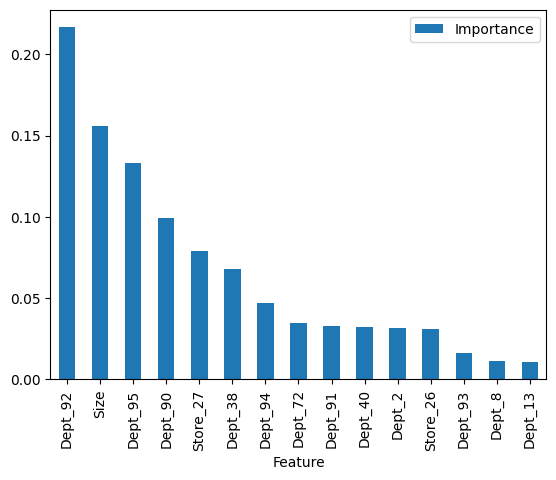 Importance
0.20
0.15
0.10
0.05
0.00
Dept_92
Size
Dept_95
Dept_90
Store_27
Dept_38
Dept_94
Dept_72
Dept_91
Dept_40
Dept_2
Store_26
Dept_93
Dept_8
Dept_13
Feature